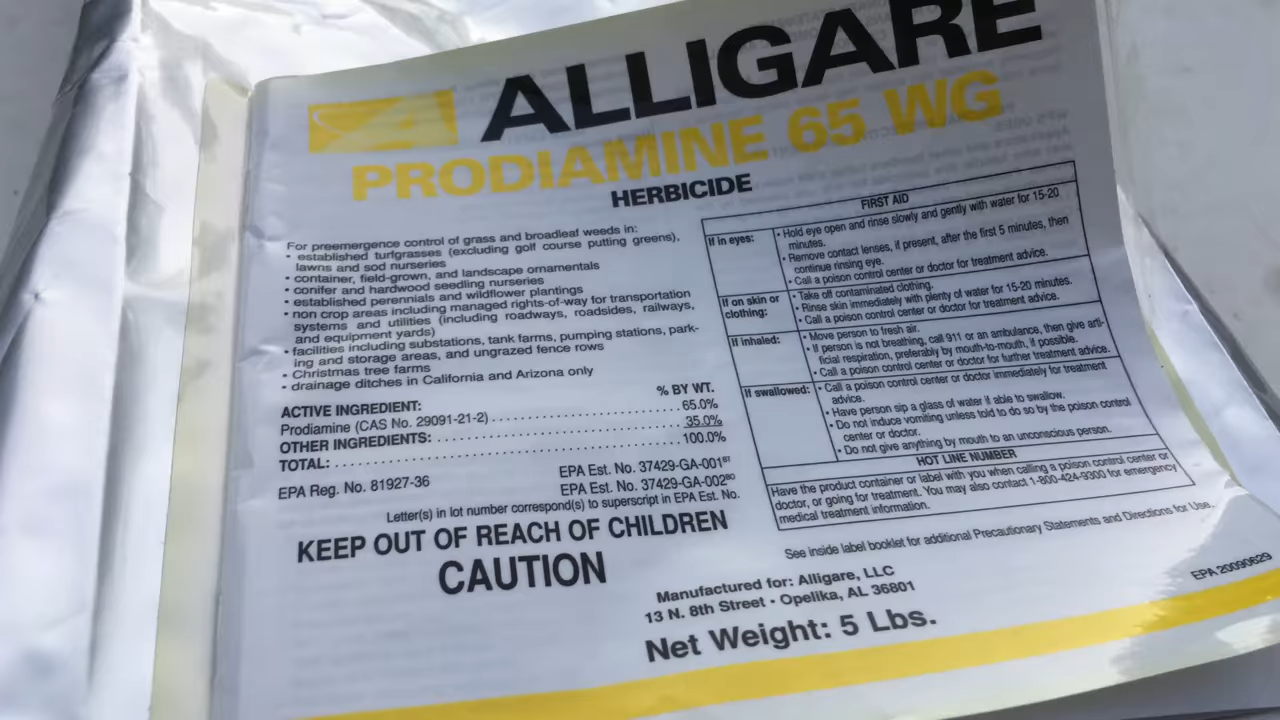 ALLIGARE
PRODIAMINE 65 WG
HERBICIDE
For preemergence control of grass and broadleaf weeds in:
• established turfgrasses (excluding golf course putting greens),
lawns and sod nurseries
• container, field-grown, and landscape ornamentals
• conifer and hardwood seedling nurseries
• established perennials and wildflower plantings
• non crop areas including managed rights-of-way for transportation
systems and utilities (including roadways, roadsides, railways,
and equipment yards)
• facilities including substations, tank farms, pumping stations, park-
ing and storage areas, and ungrazed fence rows
• Christmas tree farms
• drainage ditches in California and Arizona only
% BY WT.
ACTIVE INGREDIENT:
Prodiamine (CAS No. 29091-21-2) . . . . . . . . . . . . . . . . . . . . . . . . 65.0%
OTHER INGREDIENTS: . . . . . . . . . . . . . . . . . . . . . . . . . . . . . . . . 35.0%
TOTAL: . . . . . . . . . . . . . . . . . . . . . . . . . . . . . . . . . . . . . . . . . . 100.0%
EPA Reg. No. 81927-36
EPA Est. No. 37429-GA-001BT
EPA Est. No. 37429-GA-002BO
Letter(s) in lot number correspond(s) to superscript in EPA Est. No.
KEEP OUT OF REACH OF CHILDREN
CAUTION
FIRST AID
If in eyes:
• Hold eye open and rinse slowly and gently with water for 15-20
minutes.
• Remove contact lenses, if present, after the first 5 minutes, then
continue rinsing eye.
• Call a poison control center or doctor for treatment advice.
If on skin or
clothing:
• Take off contaminated clothing.
• Rinse skin immediately with plenty of water for 15-20 minutes.
• Call a poison control center or doctor for treatment advice.
If inhaled:
• Move person to fresh air.
• If person is not breathing, call 911 or an ambulance, then give arti-
ficial respiration, preferably by mouth-to-mouth, if possible.
• Call a poison control center or doctor for further treatment advice.
If swallowed:
• Call a poison control center or doctor immediately for treatment
advice.
• Have person sip a glass of water if able to swallow.
• Do not induce vomiting unless told to do so by the poison control
center or doctor.
• Do not give anything by mouth to an unconscious person.
HOT LINE NUMBER
Have the product container or label with you when calling a poison control center or
doctor, or going for treatment. You may also contact 1-800-424-9300 for emergency
medical treatment information.
See inside label booklet for additional Precautionary Statements and Directions for Use.
EPA 20090629
Manufactured for: Alligare, LLC
13 N. 8th Street • Opelika, AL 36801
Net Weight: 5 Lbs.